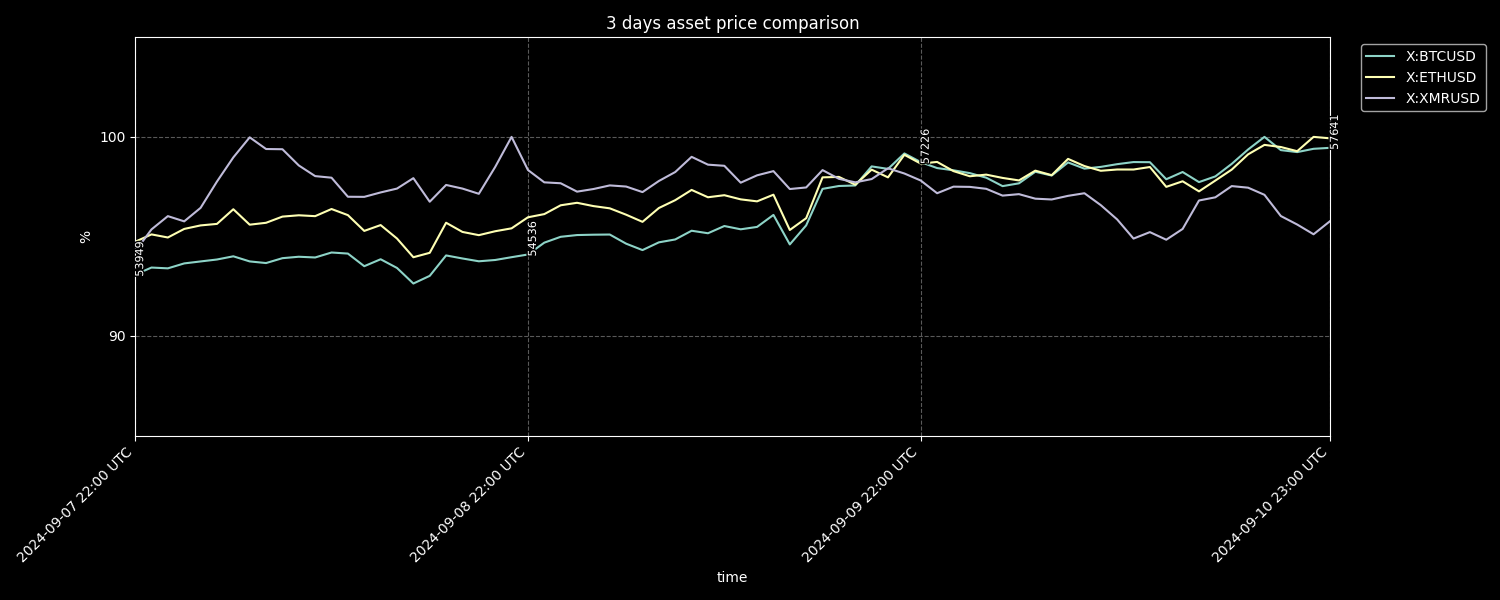 3 days asset price comparison
X:BTCUSD
X:ETHUSD
X:XMRUSD
100
90
%
53949
54536
57226
57641
2024-09-07 22:00 UTC
2024-09-08 22:00 UTC
2024-09-09 22:00 UTC
2024-09-10 23:00 UTC
time